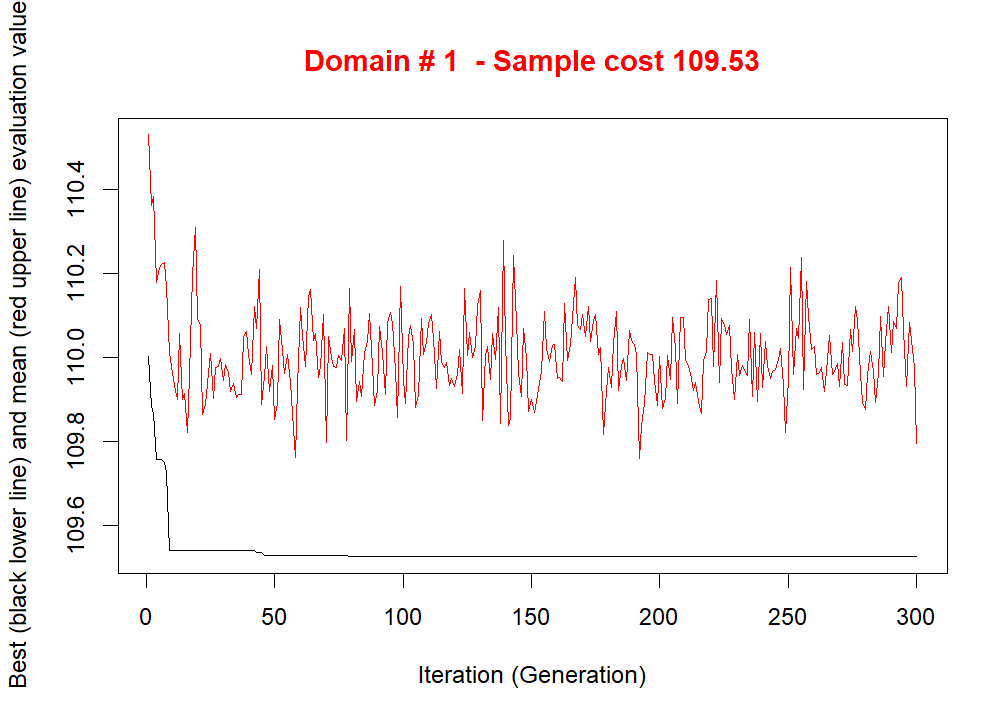 Domain # 1  - Sample cost 109.53
Best (black lower line) and mean (red upper line) evaluation value
110.4
110.2
110.0
109.8
109.6
0 50 100 150 200 250 300
Iteration (Generation)